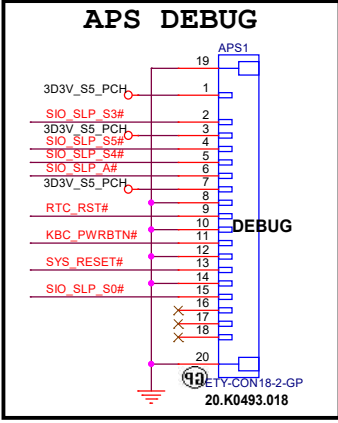 APS DEBUG
APS1
19
3D3V_S5_PCH 1
SIO_SLP_S3# 2
3D3V_S5_PCH 3
SIO_SLP_S5# 4
SIO_SLP_S4# 5
SIO_SLP_A# 6
3D3V_S5_PCH 7
8
RTC_RST# 9
10 DEBUG
KBC_PWRBTN# 11
12
SYS_RESET# 13
14
SIO_SLP_S0# 15
16
17
18
20
GP
ETY-CON18-2-GP
20.K0493.018